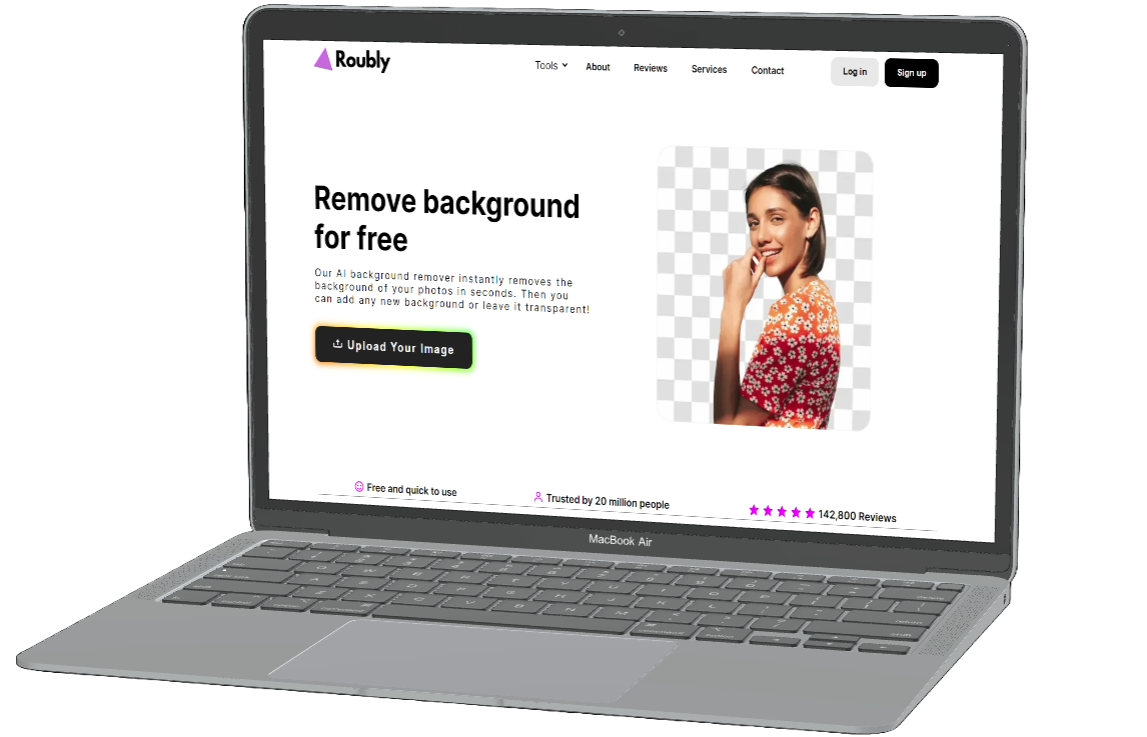 Roubly
Tools About Reviews Services Contact Log in Sign up
Remove background
for free
Our AI background remover instantly removes the
background of your photos in seconds. Then you
can add any new background or leave it transparent!
Upload Your Image
Free and quick to use
Trusted by 20 million people
142,800 Reviews
MacBook Air